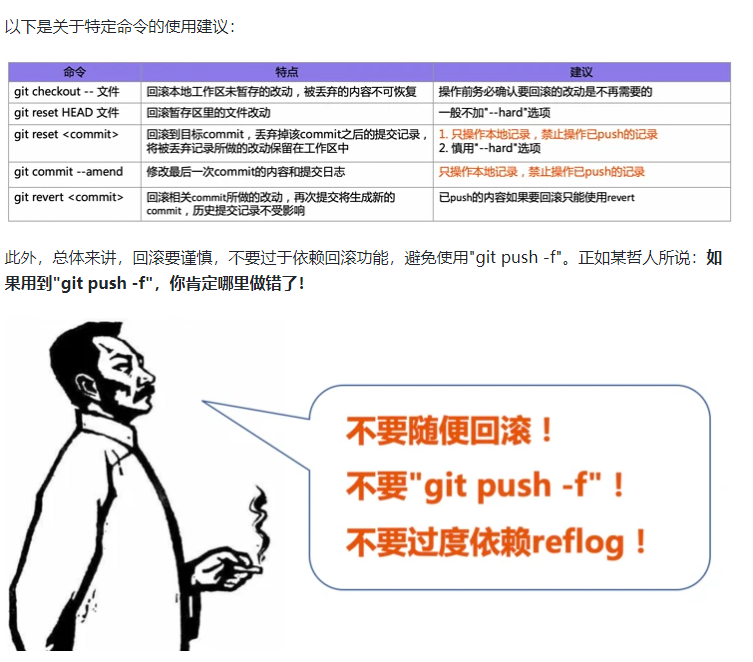 以下是关于特定命令的使用建议：
命令 特点 建议
git checkout -- 文件 回滚本地工作区未暂存的改动，被丢弃的内容不可恢复 操作前务必确认要回滚的改动是不再需要的
git reset HEAD 文件 回滚暂存区里的文件改动 一般不加"--hard"选项
git reset <commit> 回滚到目标commit，丢弃掉该commit之后的提交记录， 1. 只操作本地记录，禁止操作已push的记录
将被丢弃记录所做的改动保留在工作区中 2. 慎用"--hard"选项
git commit --amend 修改最后一次commit的内容和提交日志 只操作本地记录，禁止操作已push的记录
git revert <commit> 回滚相关commit所做的改动，再次提交将生成新的 已push的内容如果要回滚只能使用revert
commit，历史提交记录不受影响
此外，总体来讲，回滚要谨慎，不要过于依赖回滚功能，避免使用"git push -f"。正如某哲人所说：如
果用到"git push -f"，你肯定哪里做错了！
不要随便回滚！
不要"git push -f"！
不要过度依赖reflog！